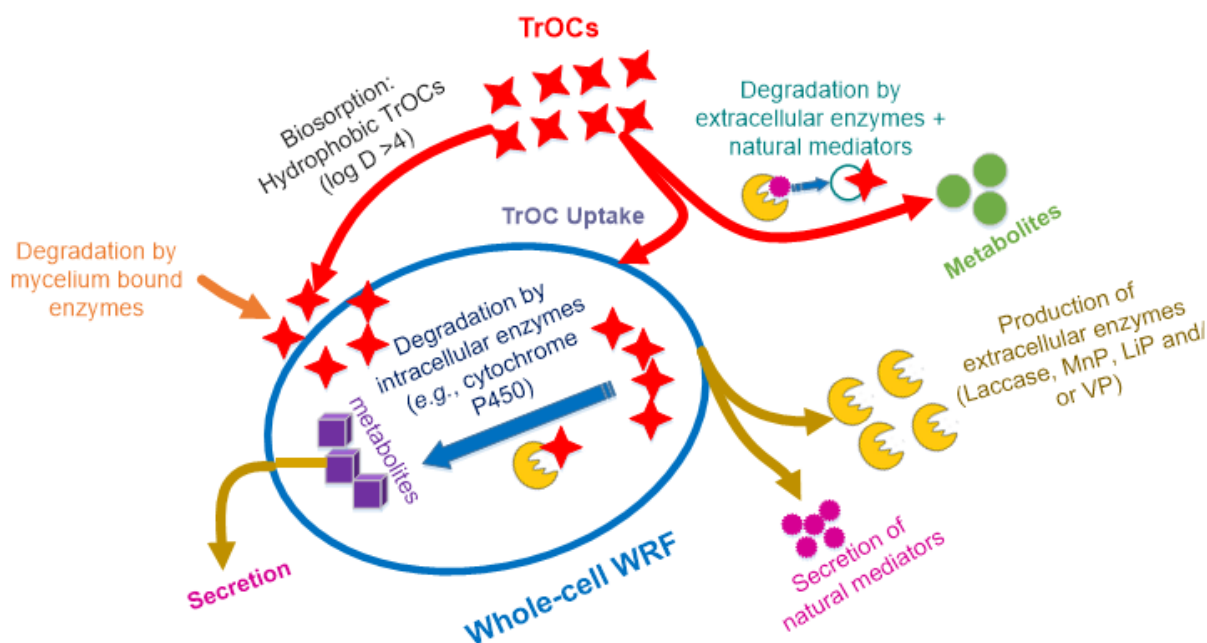 TrOCs
Biosorption:
Hydrophobic TrOCs
(log D >4)
Degradation by
extracellular enzymes +
natural mediators
TrOC Uptake
Metabolites
Degradation by
mycelium bound
enzymes
Degradation by
intracellular enzymes
(e.g., cytochrome
P450)
metabolites
Production of
extracellular enzymes
(Laccase, MnP, LiP and/
or VP)
Secretion
Whole-cell WRF
Secretion of
natural mediators